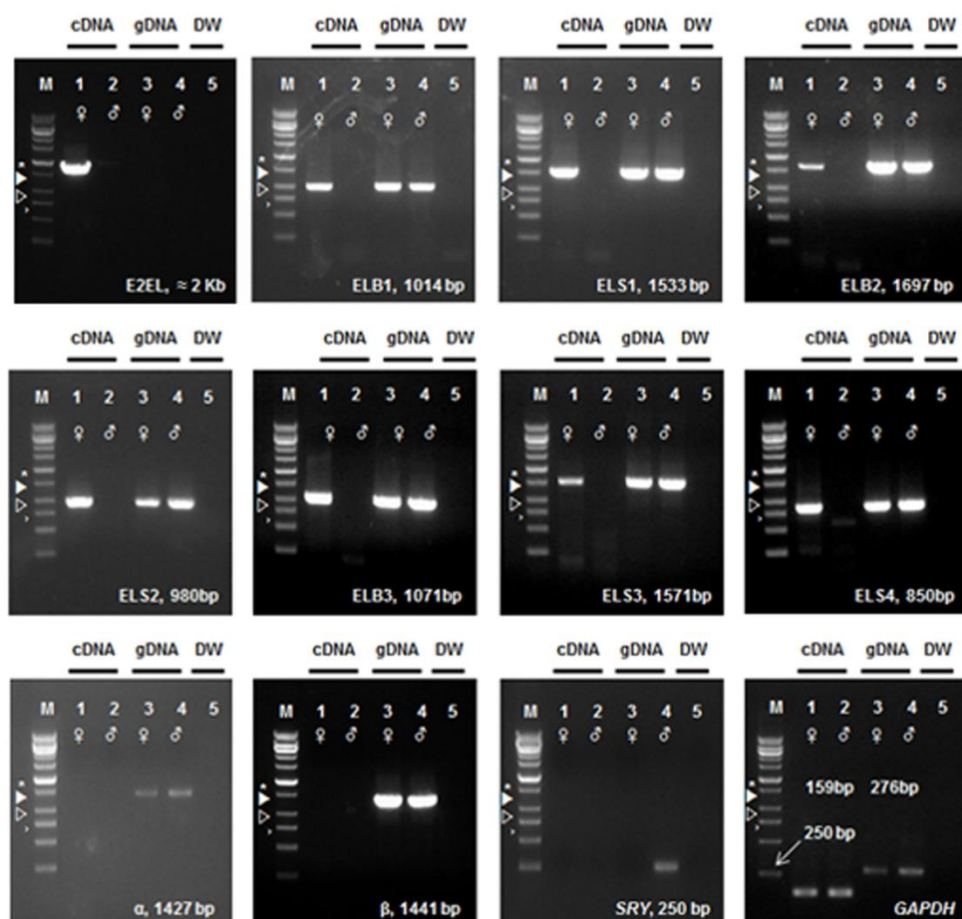 cDNA gDNA DW cDNA gDNA DW cDNA gDNA DW cDNA gDNA DW
M 1 2 3 4 5 M 1 2 3 4 5 M 1 2 3 4 5 M 1 2 3 4 5
♀ ♂ ♀ ♂ ♀ ♂ ♀ ♂ ♀ ♂ ♀ ♂ ♀ ♂ ♀ ♂
* * * *
E2EL, ≈ 2 Kb ELB1, 1014 bp ELS1, 1533 bp ELB2, 1697 bp
cDNA gDNA DW cDNA gDNA DW cDNA gDNA DW cDNA gDNA DW
M 1 2 3 4 5 M 1 2 3 4 5 M 1 2 3 4 5 M 1 2 3 4 5
♀ ♂ ♀ ♂ ♀ ♂ ♀ ♂ ♀ ♂ ♀ ♂ ♀ ♂ ♀ ♂
* * * *
ELS2, 980bp ELB3, 1071bp ELS3, 1571bp ELS4, 850bp
cDNA gDNA DW cDNA gDNA DW cDNA gDNA DW cDNA gDNA DW
M 1 2 3 4 5 M 1 2 3 4 5 M 1 2 3 4 5 M 1 2 3 4 5
♀ ♂ ♀ ♂ ♀ ♂ ♀ ♂ ♀ ♂ ♀ ♂ ♀ ♂ ♀ ♂
* * * *
159bp 276bp
250 bp
α, 1427 bp β, 1441 bp SRY, 250 bp GAPDH